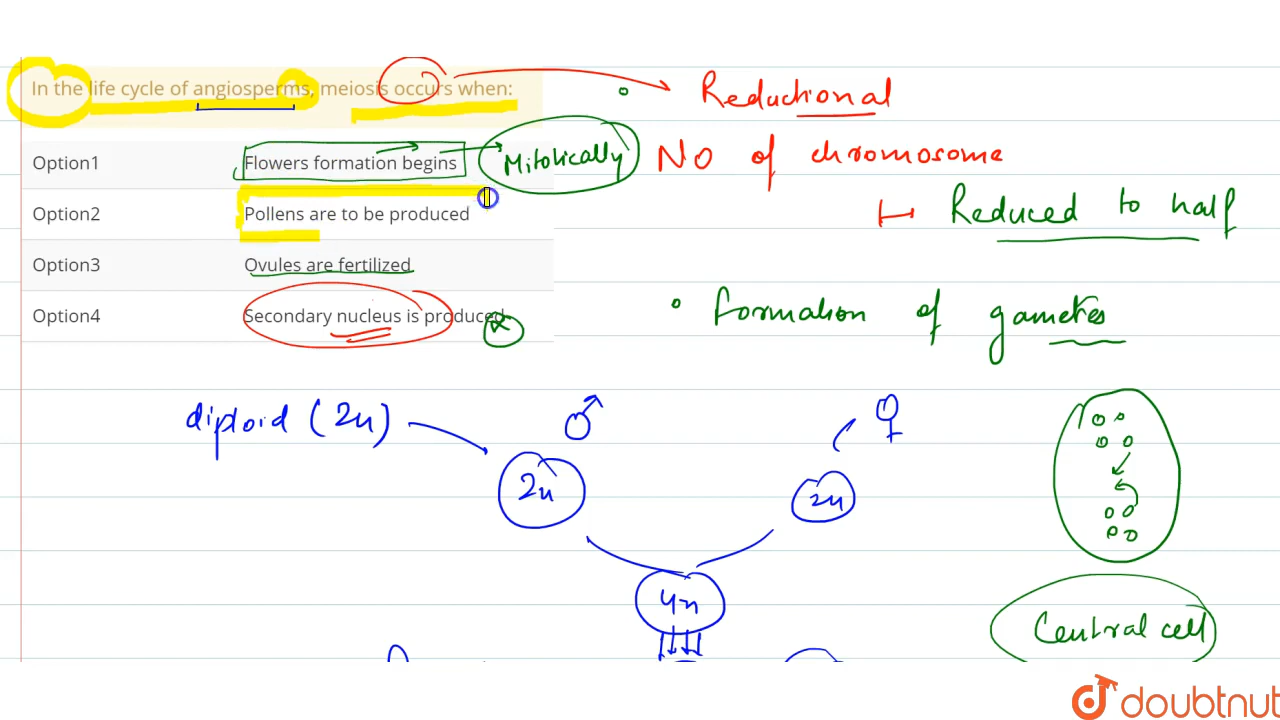 In the life cycle of angiosperms, meiosis occurs when:
Reductional
Option1 Flowers formation begins
Mitotically
No of chromosome
Option2 Pollens are to be produced
Reduced to half
Option3 Ovules are fertilized
Option4 Secondary nucleus is produced
formation of gametes
diploid (2n)
2n
2n
4n
Central cell
doubtnut